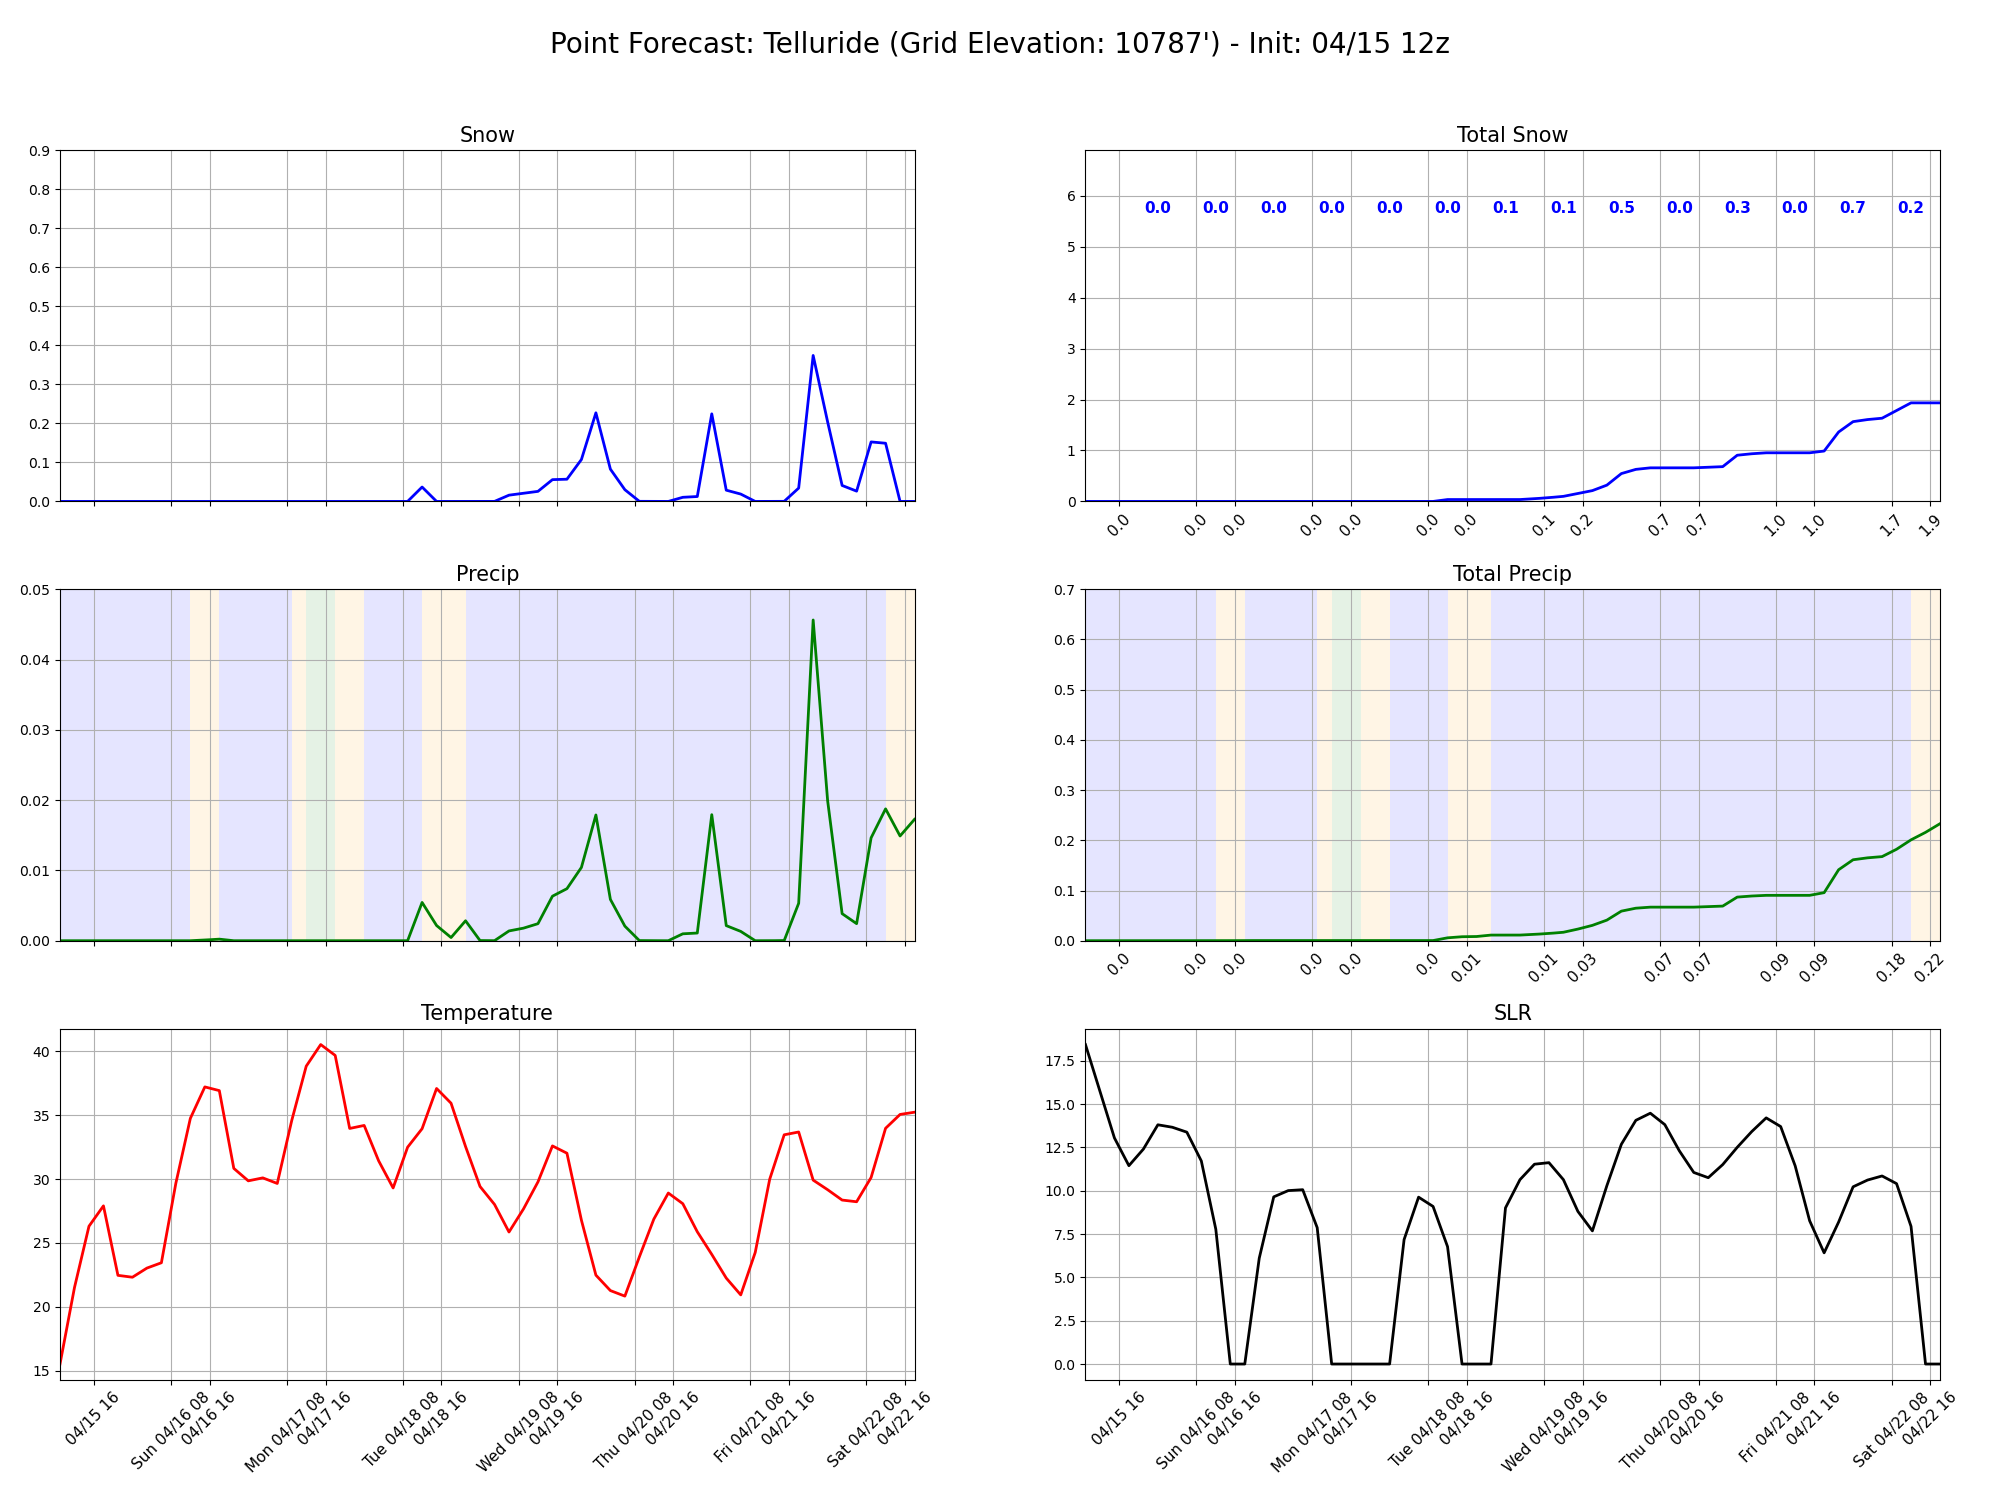 Point Forecast: Telluride (Grid Elevation: 10787') - Init: 04/15 12z
Snow
0.9
0.8
0.7
0.6
0.5
0.4
0.3
0.2
0.1
0.0
Total Snow
6
5
4
3
2
1
0
0.0 0.0 0.0 0.0 0.0 0.0 0.1 0.1 0.5 0.0 0.3 0.0 0.7 0.2
0.0 0.0 0.0 0.0 0.0 0.0 0.0 0.1 0.2 0.7 0.7 1.0 1.0 1.7 1.9
Precip
0.05
0.04
0.03
0.02
0.01
0.00
Total Precip
0.7
0.6
0.5
0.4
0.3
0.2
0.1
0.0
0.0 0.0 0.0 0.0 0.0 0.0 0.01 0.01 0.03 0.07 0.07 0.09 0.09 0.18 0.22
Temperature
40
35
30
25
20
15
04/15 16
Sun 04/16 08
04/16 16
Mon 04/17 08
04/17 16
Tue 04/18 08
04/18 16
Wed 04/19 08
04/19 16
Thu 04/20 08
04/20 16
Fri 04/21 08
04/21 16
Sat 04/22 08
04/22 16
SLR
17.5
15.0
12.5
10.0
7.5
5.0
2.5
0.0
04/15 16
Sun 04/16 08
04/16 16
Mon 04/17 08
04/17 16
Tue 04/18 08
04/18 16
Wed 04/19 08
04/19 16
Thu 04/20 08
04/20 16
Fri 04/21 08
04/21 16
Sat 04/22 08
04/22 16